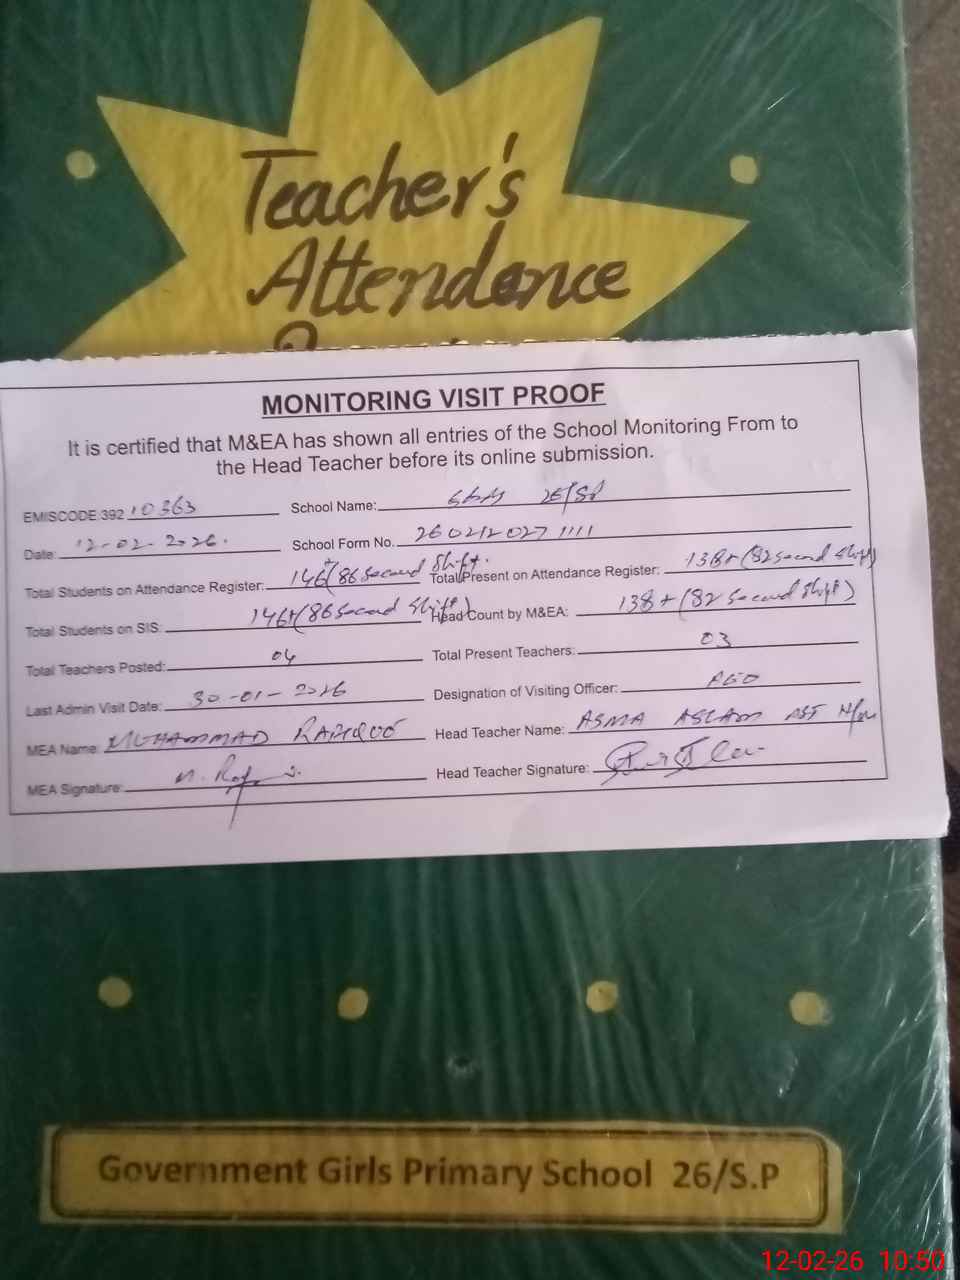 Teacher's
Attendance
MONITORING VISIT PROOF
It is certified that M&EA has shown all entries of the School Monitoring From to
the Head Teacher before its online submission.
EMISCODE 392 10363 School Name: 26/SP
Date: 12-02-2026. School Form No. 260212027 1111
Total Students on Attendance Register: 146+(86 Second Shift. Total Present on Attendance Register: 138+(82 Second Shift)
Total Students on SIS: 146+(86 Second Shift) Head Count by M&EA: 138+(82 Second Shift)
Total Teachers Posted: 04 Total Present Teachers: 03
Last Admin Visit Date: 30-01-2026 Designation of Visiting Officer:
MEA Name: MUHAMMAD Head Teacher Name: ASMA ASLAM
MEA Signature: Head Teacher Signature:
Government Girls Primary School 26/S.P
12-02-26 10:50